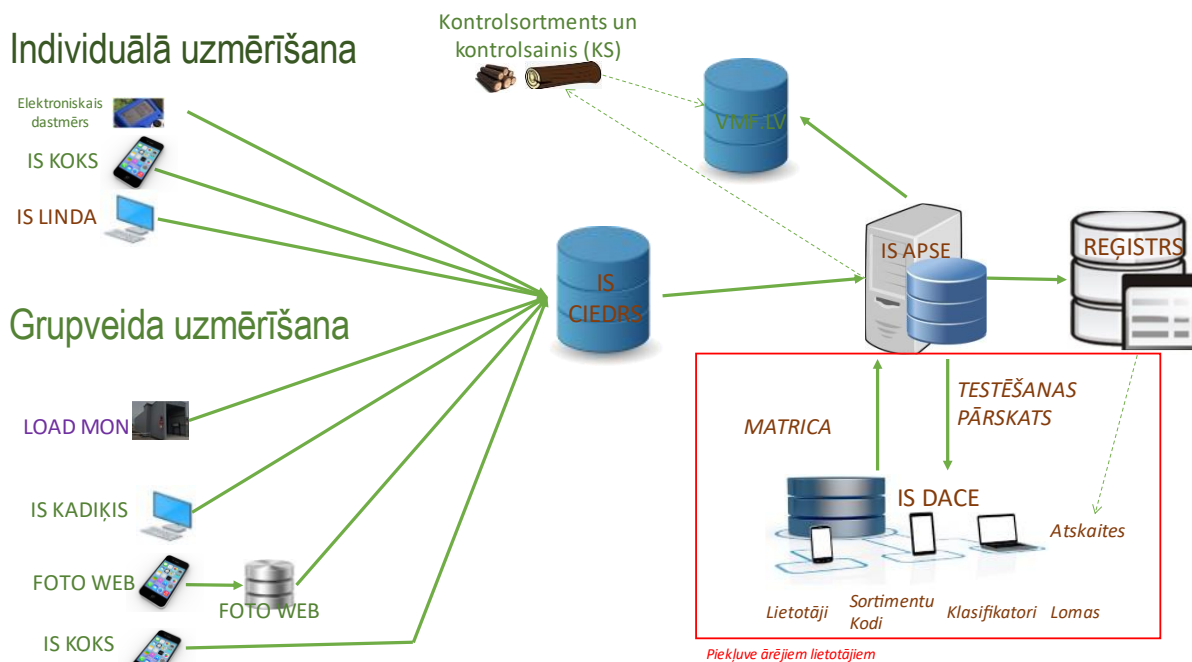 Individuālā uzmērīšana
Kontrolsortments un
kontrolsainis (KS)
Elektroniskais
dastmērs
IS KOKS
IS LINDA
VMF.LV
IS APSE
REĢISTRS
IS
CIEDRS
Grupveida uzmērīšana
LOAD MON
IS KADIĶIS
FOTO WEB
FOTO WEB
IS KOKS
MATRICA
TESTĒŠANAS
PĀRSKATS
IS DACE
Atskaites
Lietotāji
Sortimentu
Kodi
Klasifikatori
Lomas
Piekļuve ārējiem lietotājiem